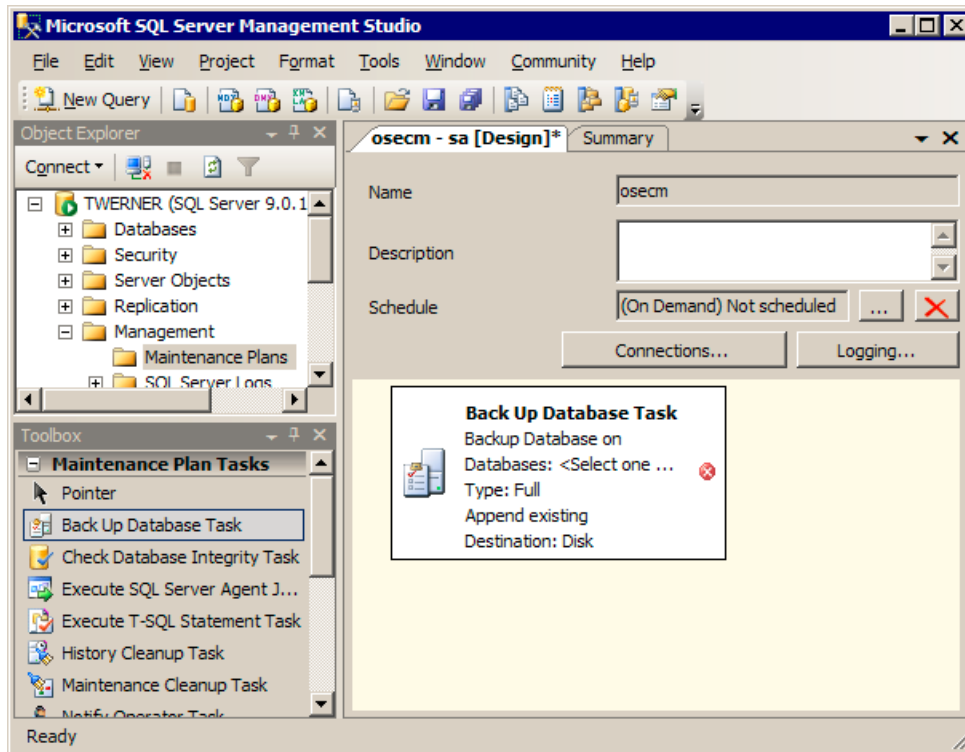 Microsoft SQL Server Management Studio
File Edit View Project Format Tools Window Community Help
New Query
Object Explorer
Connect
TWERNER (SQL Server 9.0.1
Databases
Security
Server Objects
Replication
Management
Maintenance Plans
SQL Server Logs
Toolbox
Maintenance Plan Tasks
Pointer
Back Up Database Task
Check Database Integrity Task
Execute SQL Server Agent J...
Execute T-SQL Statement Task
History Cleanup Task
Maintenance Cleanup Task
Notify Operator Task
osecm - sa [Design]* Summary
Name osecm
Description
Schedule (On Demand) Not scheduled ...
Connections... Logging...
Back Up Database Task
Backup Database on
Databases: <Select one ...
Type: Full
Append existing
Destination: Disk
Ready